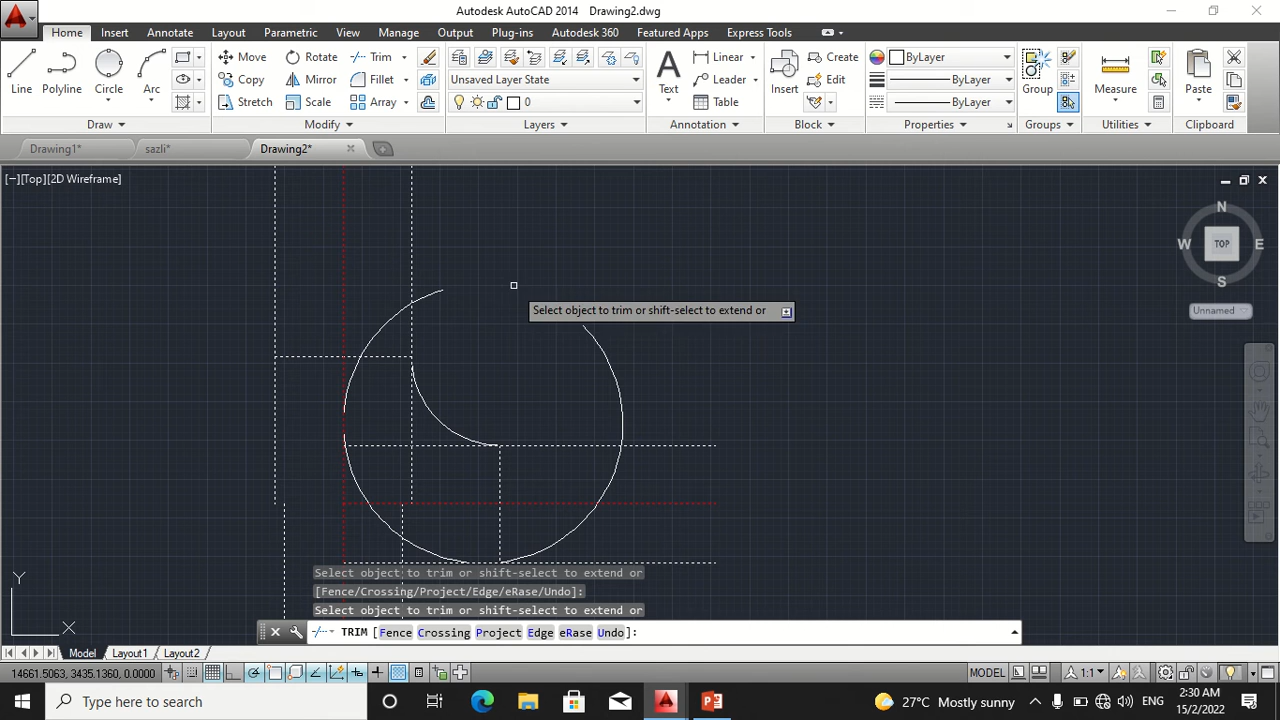 Autodesk AutoCAD 2014 Drawing2.dwg
Home Insert Annotate Layout Parametric View Manage Output Plug-ins Autodesk 360 Featured Apps Express Tools
Line Polyline Circle Arc
Move Rotate Trim
Copy Mirror Fillet
Stretch Scale Array
Unsaved Layer State
0
Text
Linear
Leader
Table
Insert
Create
Edit
ByLayer
ByLayer
ByLayer
Group
Measure
Paste
Draw Modify Layers Annotation Block Properties Groups Utilities Clipboard
Drawing1* sazli* Drawing2*
[−][Top][2D Wireframe]
N
W TOP E
S
Unnamed
Select object to trim or shift-select to extend or
Y
X
Select object to trim or shift-select to extend or
[Fence/Crossing/Project/Edge/eRase/Undo]:
Select object to trim or shift-select to extend or
TRIM [Fence Crossing Project Edge eRase Undo]:
Model Layout1 Layout2
14661.5063, 3435.1360, 0.0000 MODEL 1:1
Type here to search 27°C Mostly sunny ENG 2:30 AM
15/2/2022